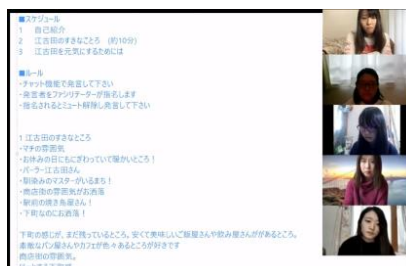 ■スケジュール
1 自己紹介
2 江古田のすきなところ (約10分)
3 江古田を元気にするためには
■ルール
・チャット機能で発言して下さい
・発言者をファシリテーターが指名します
・指名されるとミュート解除し発言して下さい
1 江古田のすきなところ
・マチの雰囲気
・お休みの日にもにぎわっていて暖かいところ！
・パーラー江古田さん
・馴染みのマスターがいるまち！
・商店街の雰囲気がお洒落
・駅前の焼き鳥屋さん！
・下町なのにお洒落！
下町の感じが、まだ残っているところ。安くて美味しいご飯屋さんや飲み屋さんががあるところ。
素敵なパン屋さんやカフェが色々あるところが好きです
商店街の雰囲気。